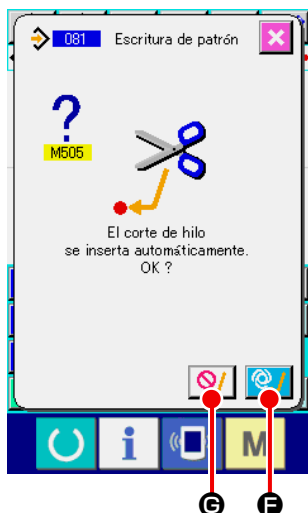 081 Escritura de patrón
?
M505
El corte de hilo
se inserta automáticamente.
OK ?
i M
G F